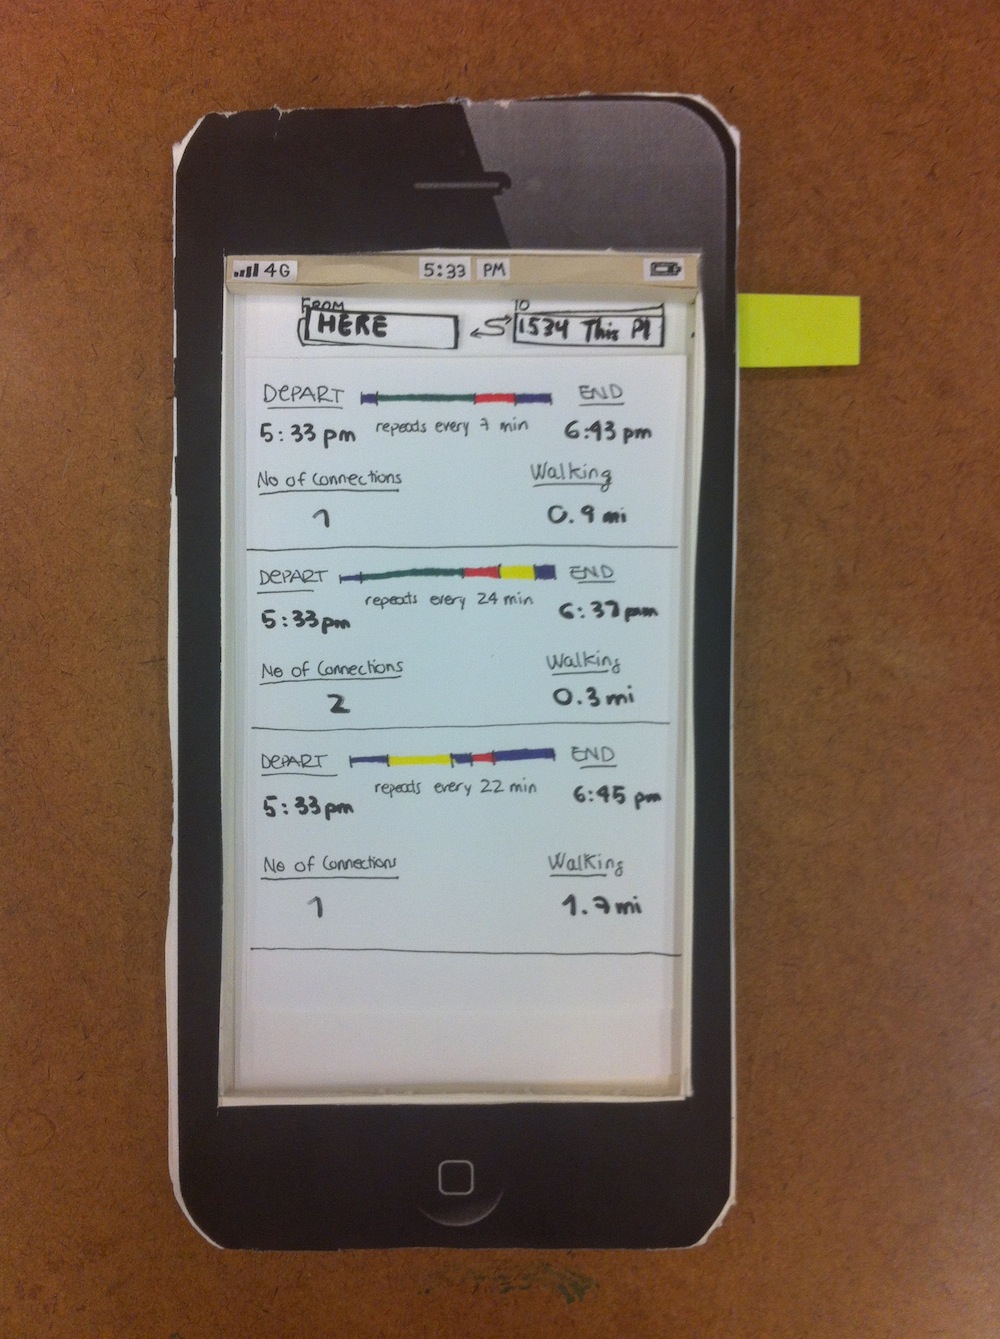 4G 5:33 PM
FROM TO
HERE 1534 This Pl
DEPART END
5:33 pm repeats every 7 min 6:43 pm
No of Connections Walking
1 0.9 mi
DEPART END
5:33 pm repeats every 24 min 6:37 pm
No of Connections Walking
2 0.3 mi
DEPART END
5:33 pm repeats every 22 min 6:45 pm
No of Connections Walking
1 1.7 mi